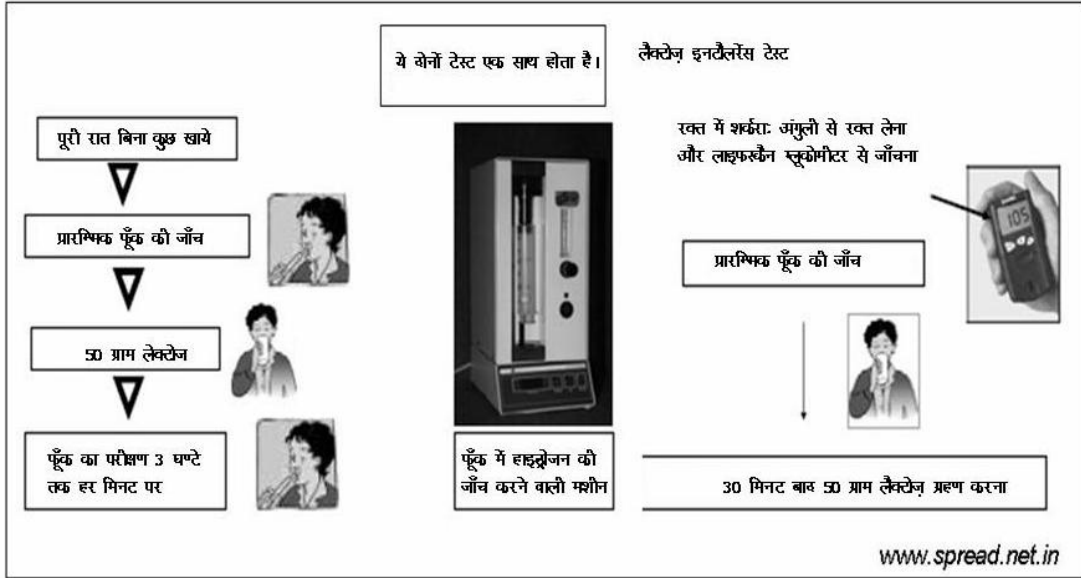 ये दोनों टेस्ट एक साथ होता है।
लैक्टोज़ इनटौलरेंस टेस्ट
पूरी रात बिना कुछ खाये
प्रारम्भिक फूँक की जाँच
50 ग्राम लेक्टोज
फूँक का परीक्षण 3 घण्टे
तक हर मिनट पर
फूँक में हाइड्रोजन की
जाँच करने वाली मशीन
रक्त में शर्करा: अंगुली से रक्त लेना
और लाइफस्कैन ग्लूकोमीटर से जाँचना
105
प्रारम्भिक फूँक की जाँच
30 मिनट बाद 50 ग्राम लैक्टोज़ ग्रहण करना
www.spread.net.in